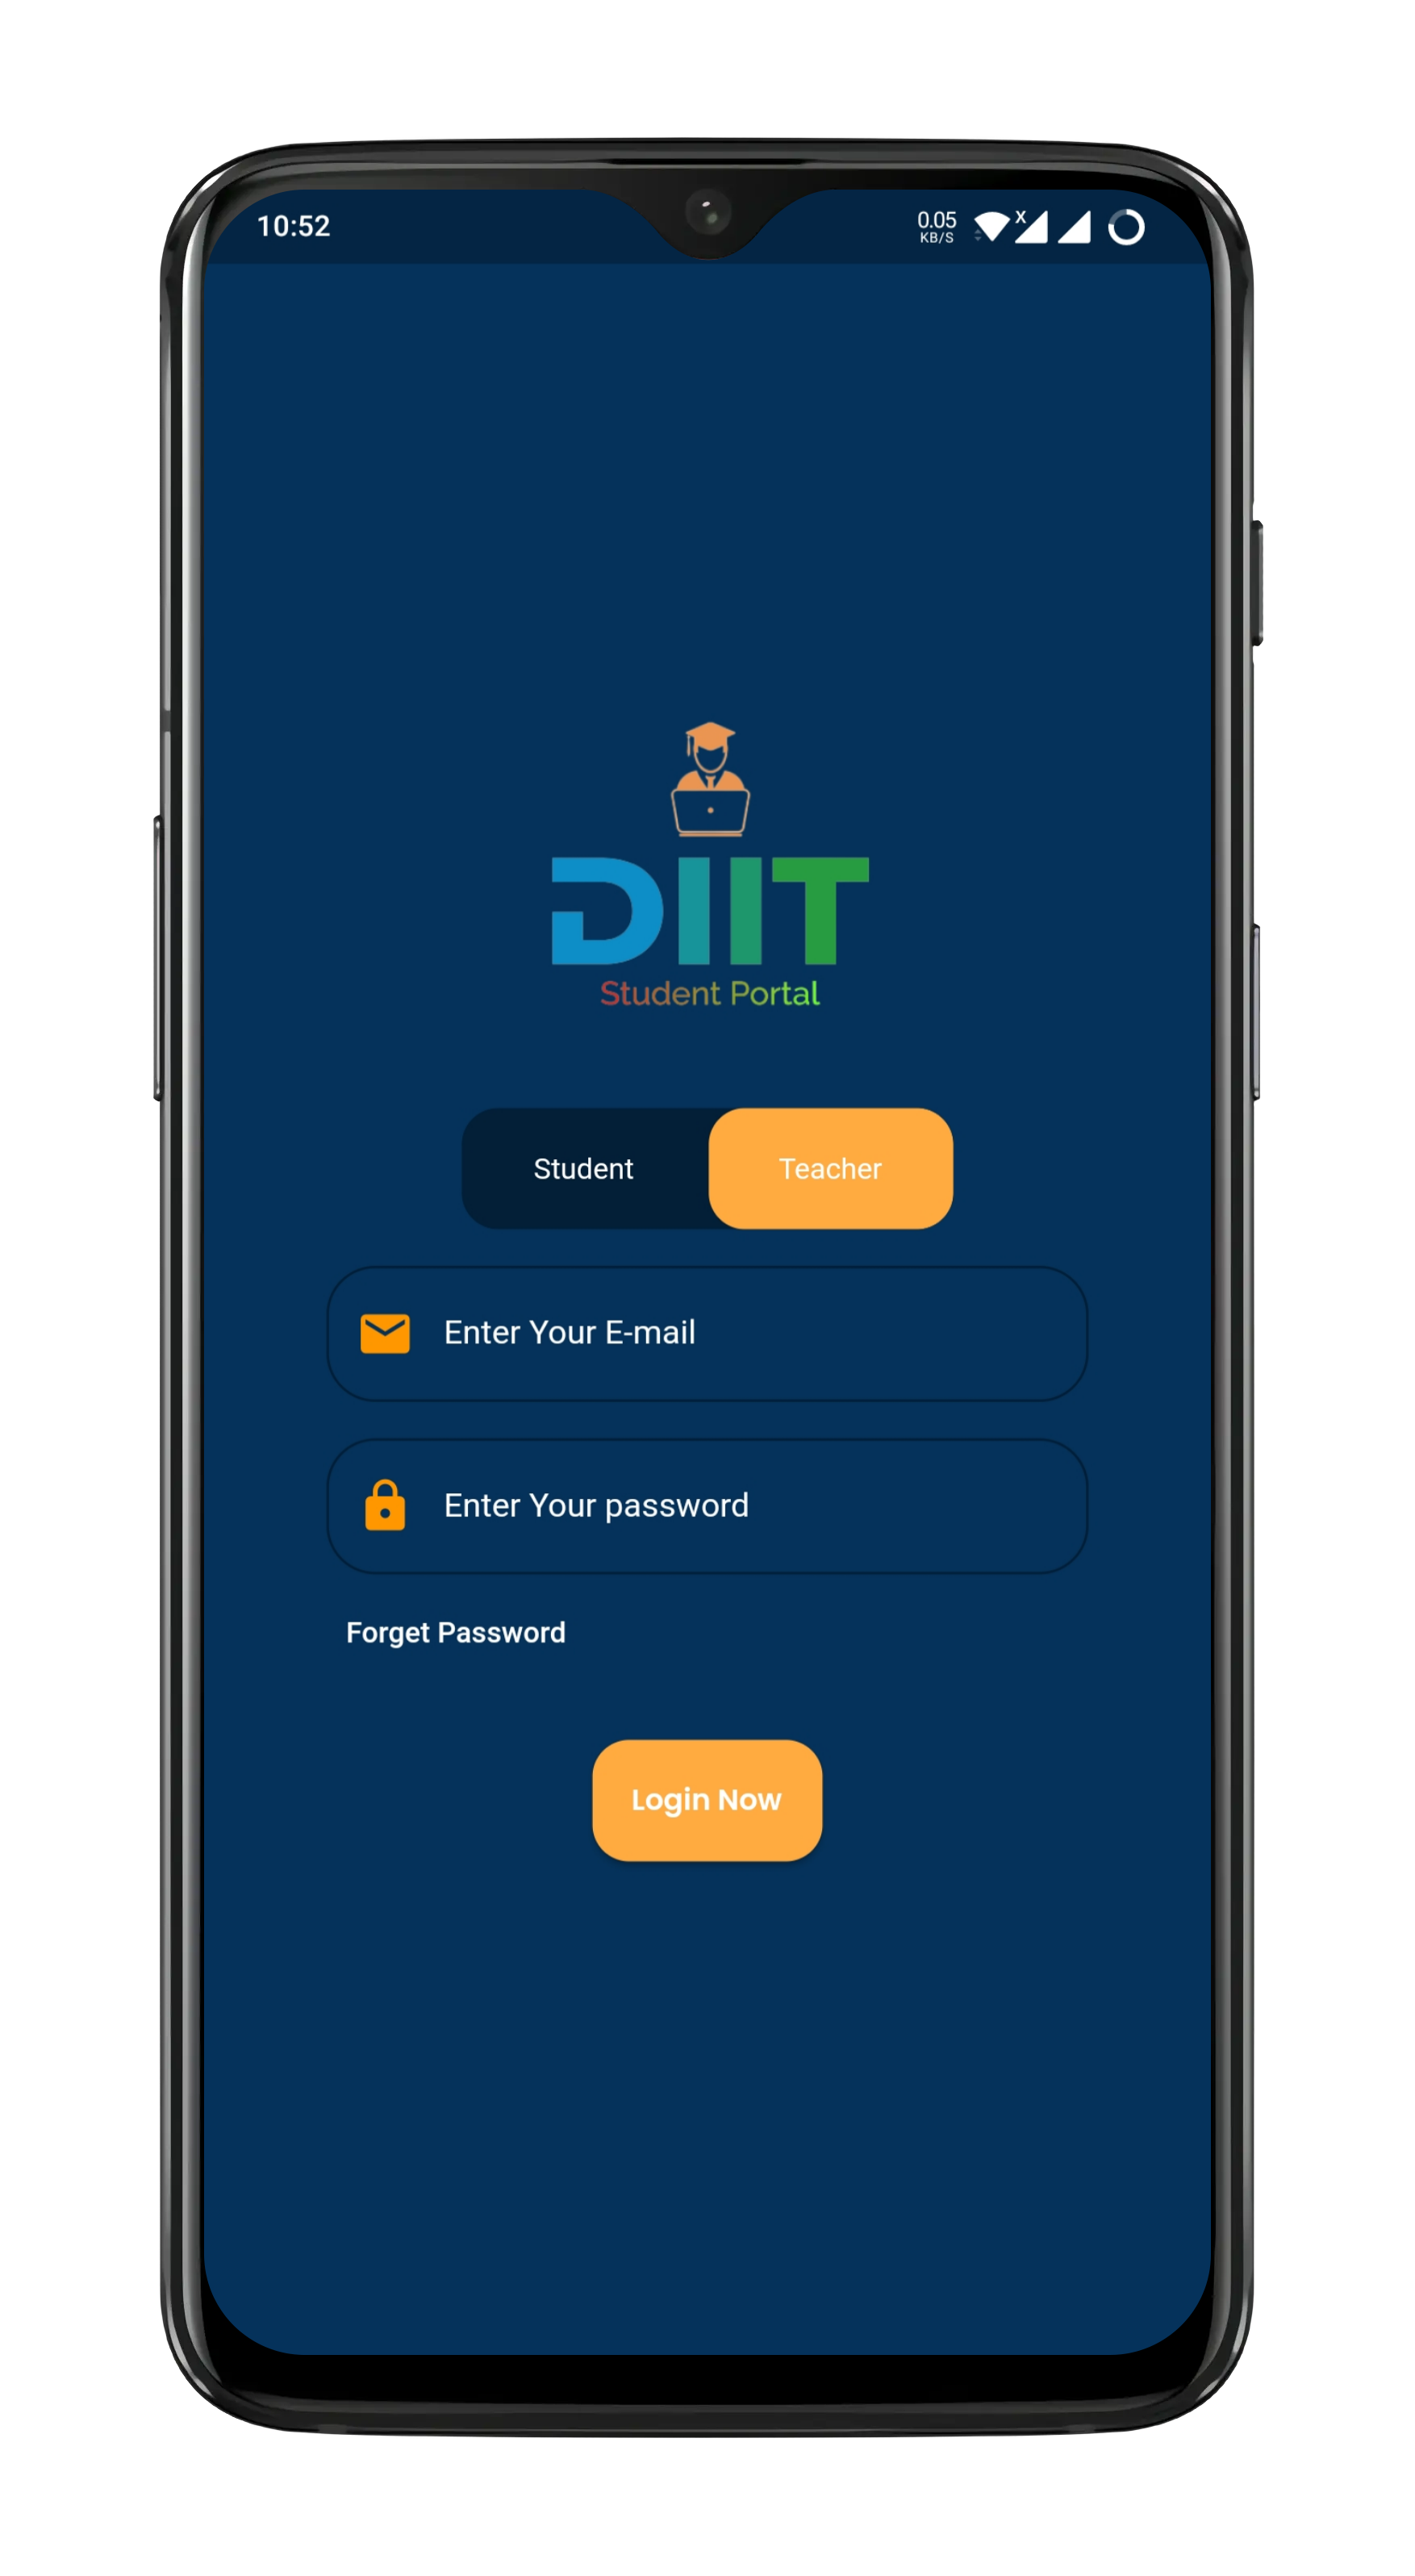 10:52
0.05
KB/S
X
DIIT
Student Portal
Student Teacher
Enter Your E-mail
Enter Your password
Forget Password
Login Now